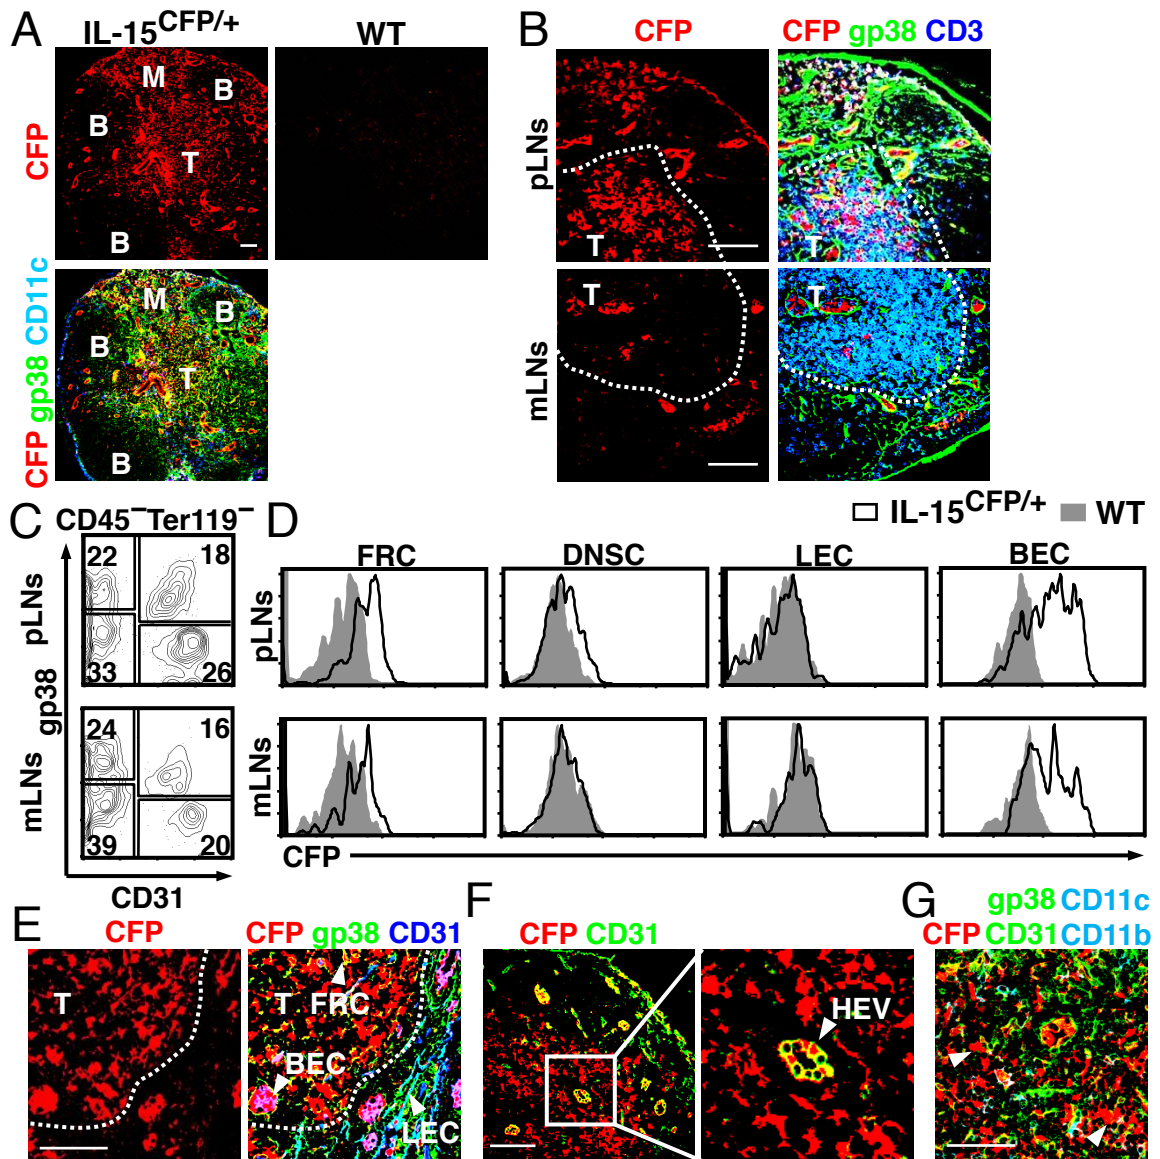 A
IL-15CFP/+
WT
CFP
M
B
B
T
B
CFP gp38 CD11c
M
B
B
T
B
B
CFP
CFP gp38 CD3
pLNs
T
T
mLNs
T
T
C
CD45−Ter119−
gp38
pLNs
22
18
33
26
mLNs
24
16
39
20
CD31
D
IL-15CFP/+
WT
FRC
DNSC
LEC
BEC
pLNs
mLNs
CFP
E
CFP
CFP gp38 CD31
T
T
FRC
BEC
LEC
F
CFP CD31
HEV
G
gp38 CD11c
CFP CD31 CD11b